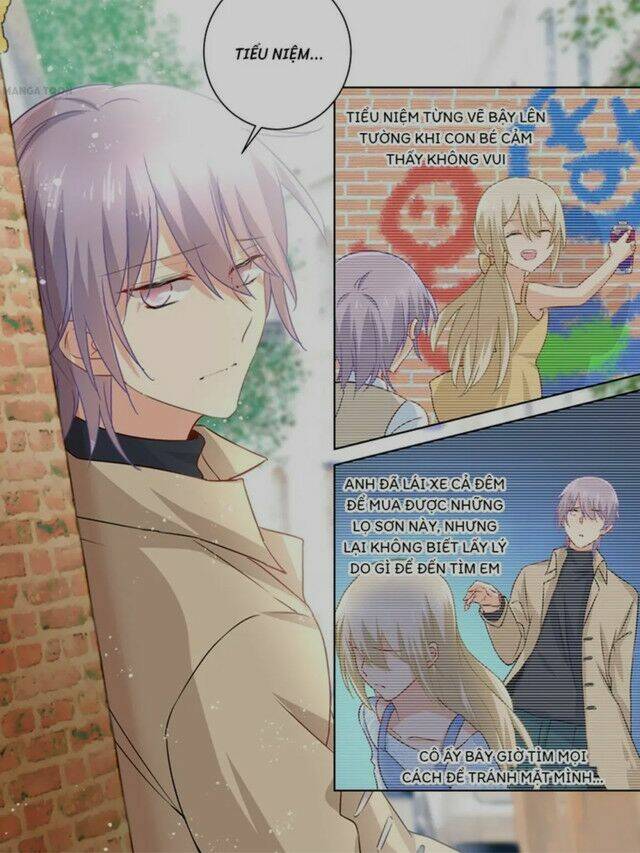 TIỂU NIỆM...
MANGA TOON
TIỂU NIỆM TỪNG VẼ BẬY LÊN
TƯỜNG KHI CON BÉ CẢM
THẤY KHÔNG VUI
ANH ĐÃ LÁI XE CẢ ĐÊM
ĐỂ MUA ĐƯỢC NHỮNG
LỌ SƠN NÀY, NHƯNG
LẠI KHÔNG BIẾT LẤY LÝ
DO GÌ ĐỂ ĐẾN TÌM EM
CÔ ẤY BÂY GIỜ TÌM MỌI
CÁCH ĐỂ TRÁNH MẶT MÌNH...